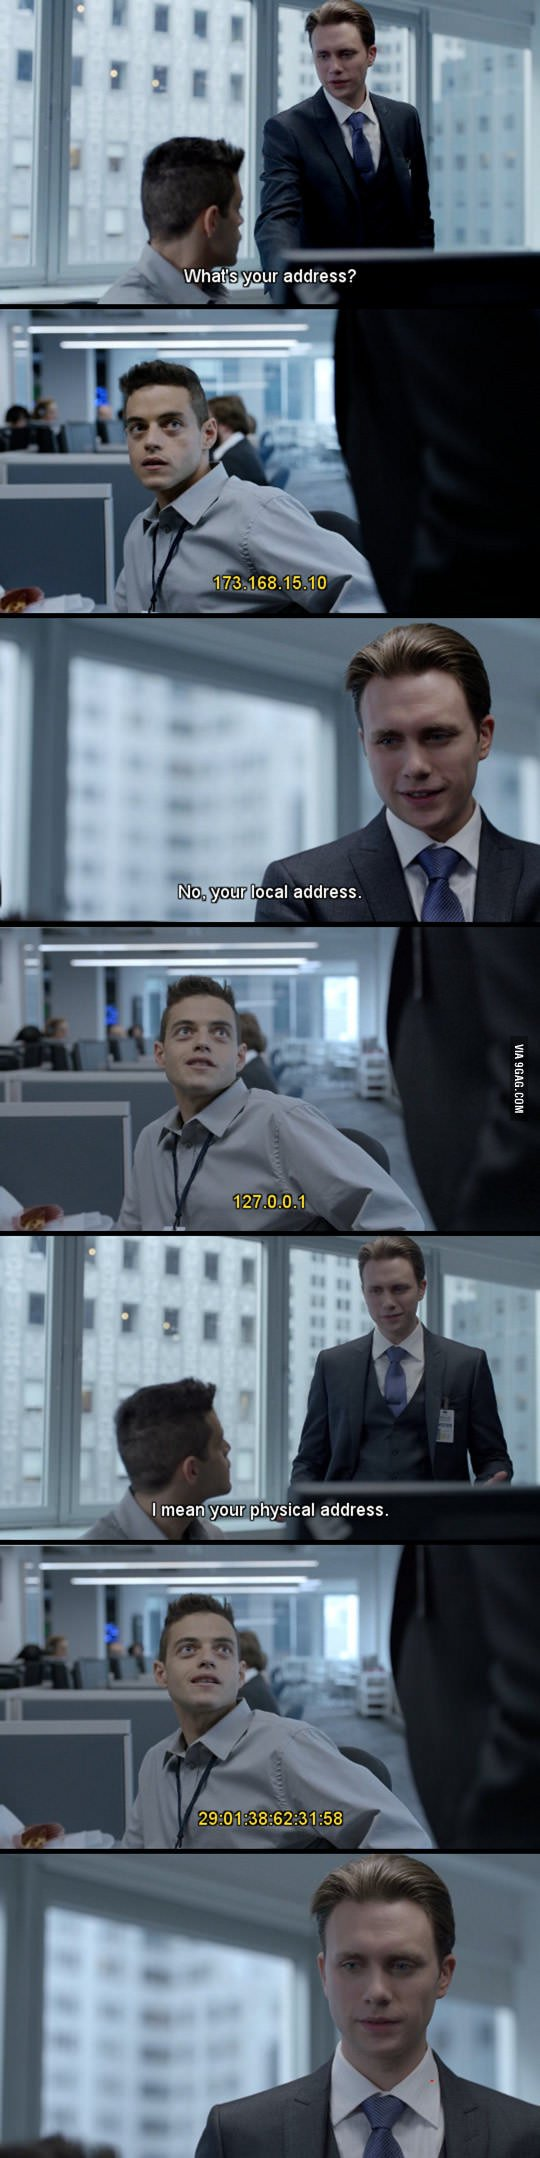 What's your address?
173.168.15.10
No, your local address.
VIA 9GAG.COM
127.0.0.1
I mean your physical address.
29:01:38:62:31:58